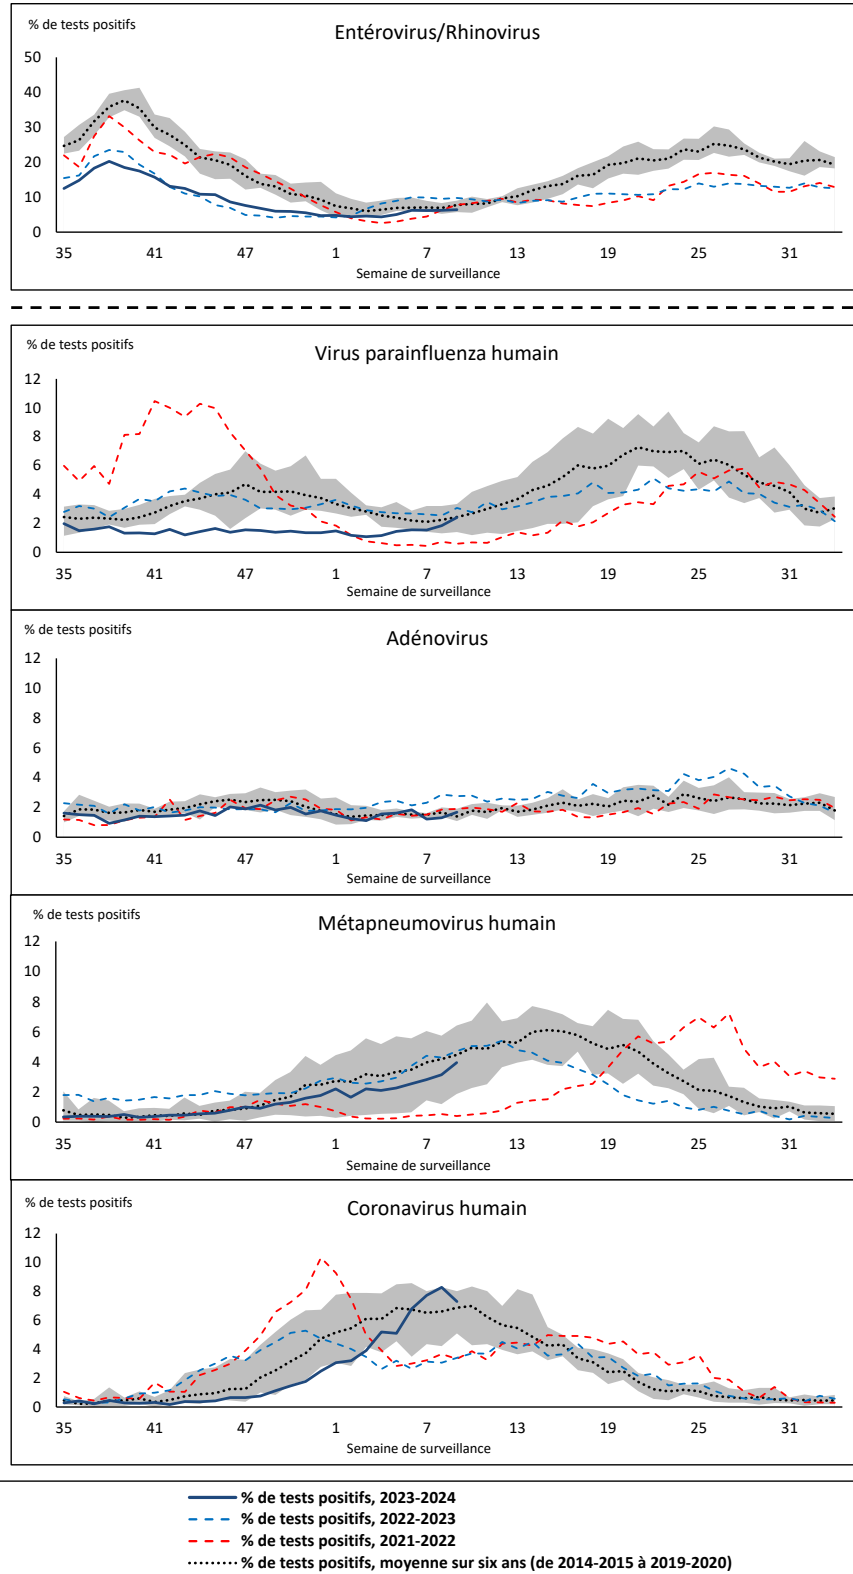 % de tests positifs
Entérovirus/Rhinovirus
50
40
30
20
10
0
35 41 47 1 7 13 19 25 31
Semaine de surveillance
% de tests positifs
Virus parainfluenza humain
12
10
8
6
4
2
0
35 41 47 1 7 13 19 25 31
Semaine de surveillance
% de tests positifs
Adénovirus
12
10
8
6
4
2
0
35 41 47 1 7 13 19 25 31
Semaine de surveillance
% de tests positifs
Métapneumovirus humain
12
10
8
6
4
2
0
35 41 47 1 7 13 19 25 31
Semaine de surveillance
% de tests positifs
Coronavirus humain
12
10
8
6
4
2
0
35 41 47 1 7 13 19 25 31
Semaine de surveillance
% de tests positifs, 2023-2024
% de tests positifs, 2022-2023
% de tests positifs, 2021-2022
% de tests positifs, moyenne sur six ans (de 2014-2015 à 2019-2020)